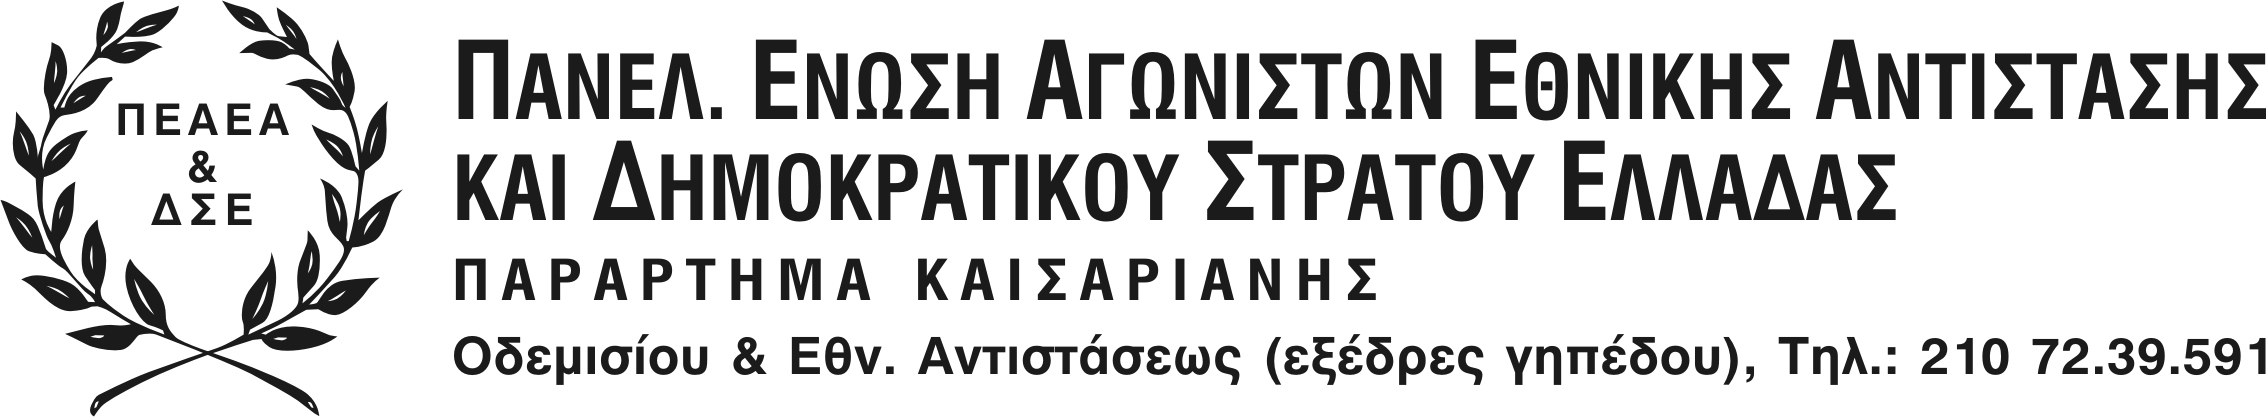 ΠΕΑΕΑ
&
ΔΣΕ
ΠΑΝΕΛ. ΕΝΩΣΗ ΑΓΩΝΙΣΤΩΝ ΕΘΝΙΚΗΣ ΑΝΤΙΣΤΑΣΗΣ
ΚΑΙ ΔΗΜΟΚΡΑΤΙΚΟΥ ΣΤΡΑΤΟΥ ΕΛΛΑΔΑΣ
ΠΑΡΑΡΤΗΜΑ ΚΑΙΣΑΡΙΑΝΗΣ
Οδεμισίου & Εθν. Αντιστάσεως (εξέδρες γηπέδου), Τηλ.: 210 72.39.591